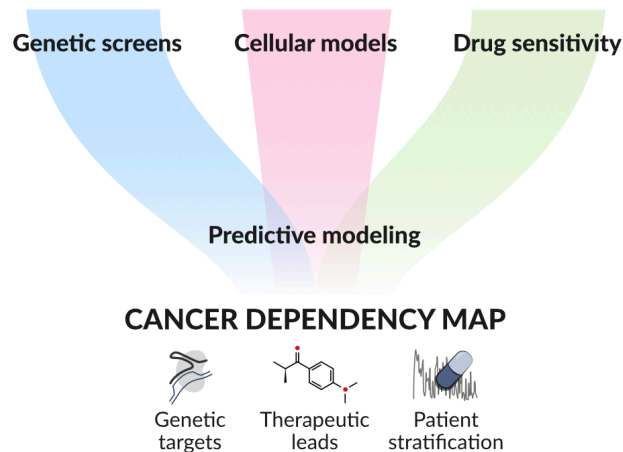 Genetic screens
Cellular models
Drug sensitivity
Predictive modeling
CANCER DEPENDENCY MAP
Genetic
targets
Therapeutic
leads
Patient
stratification